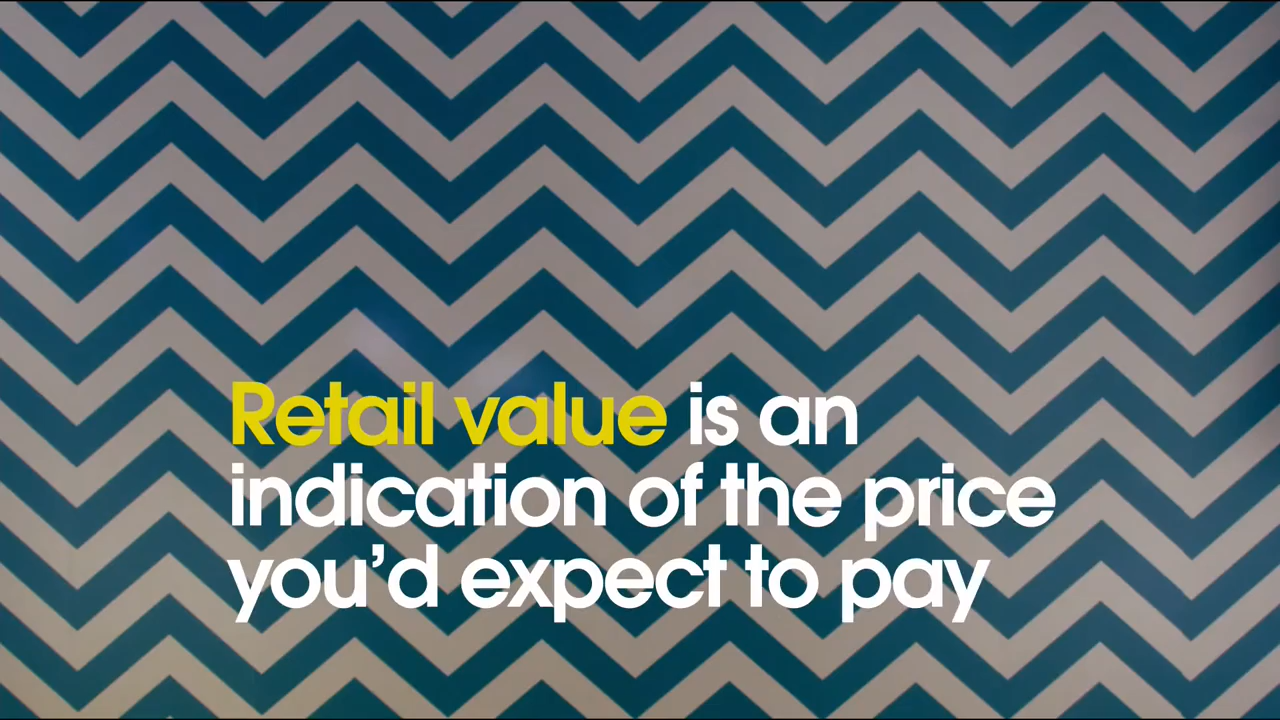 Retail value is an
indication of the price
you’d expect to pay